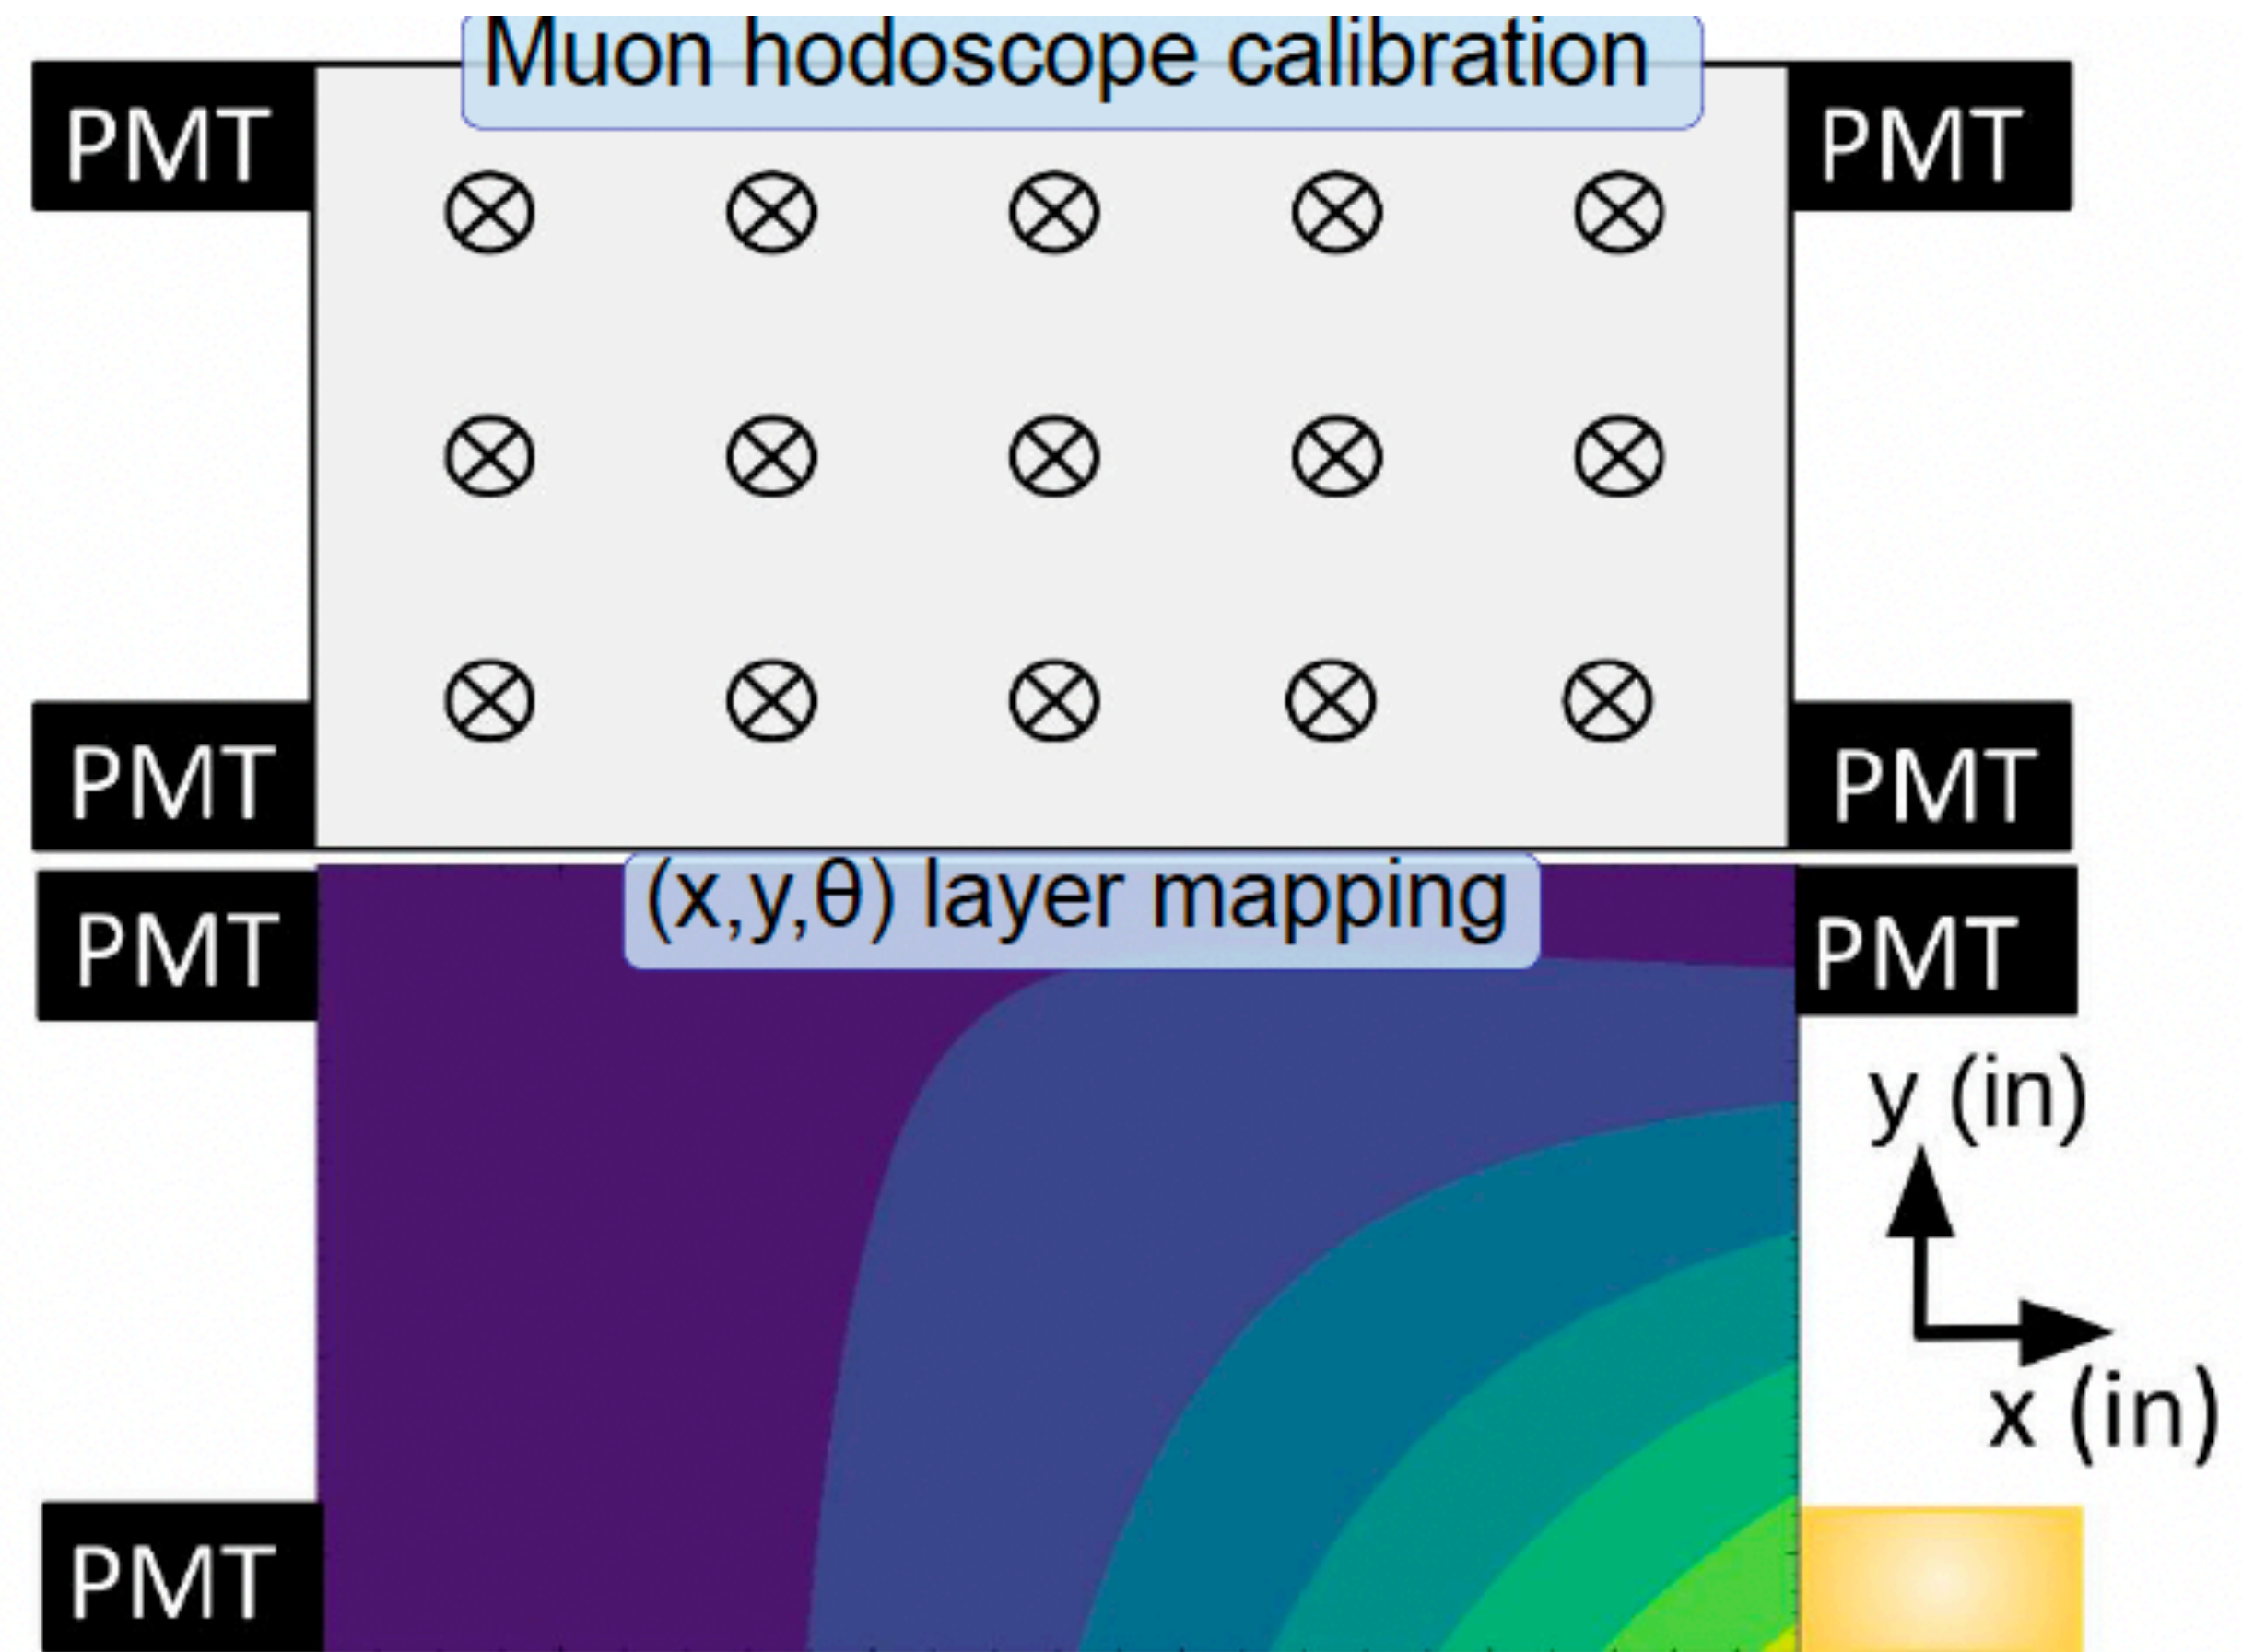 Muon hodoscope calibration
PMT
PMT
PMT
PMT
(x,y,θ) layer mapping
PMT
PMT
y (in)
x (in)
PMT